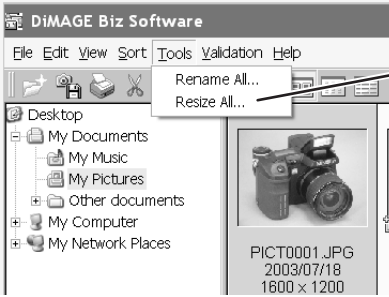 DiMAGE Biz Software
File Edit View Sort Tools Validation Help
Rename All...
Resize All...
Desktop
My Documents
My Music
My Pictures
Other documents
My Computer
My Network Places
PICT0001.JPG
2003/07/18
1600 × 1200